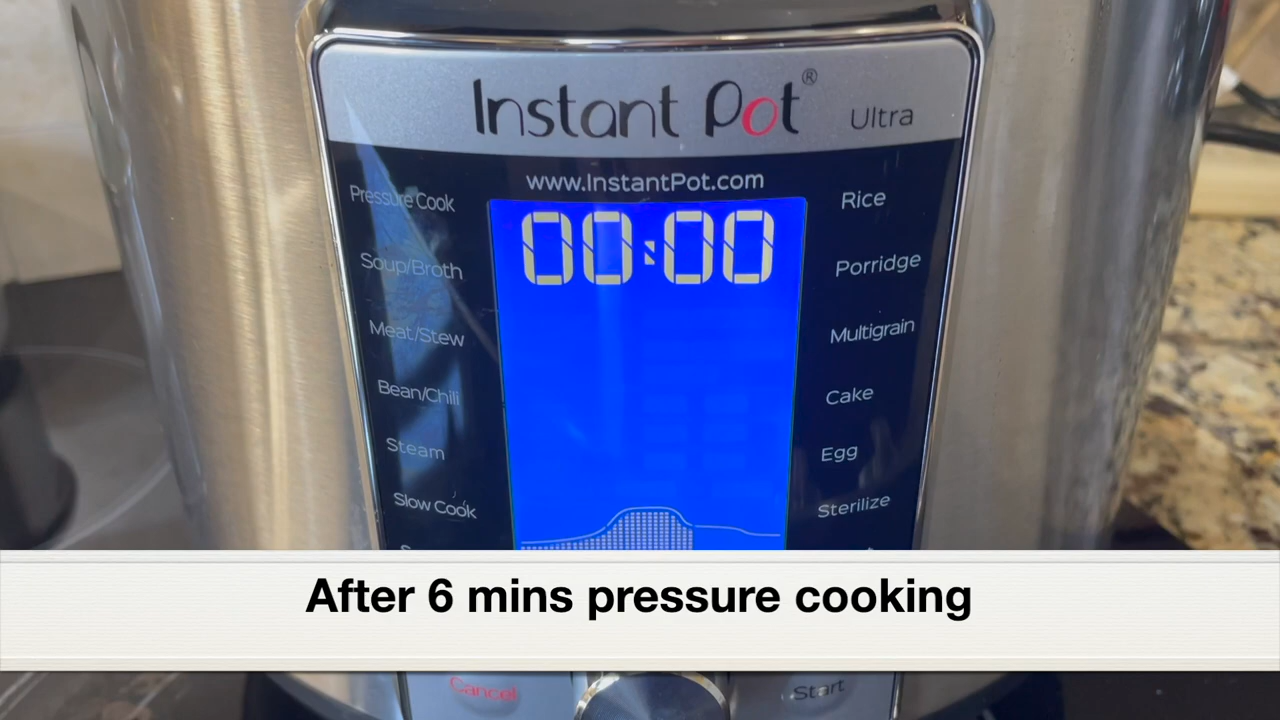 Instant Pot® Ultra
www.InstantPot.com
Pressure Cook
Soup/Broth
Meat/Stew
Bean/Chili
Steam
Slow Cook
00:00
Rice
Porridge
Multigrain
Cake
Egg
Sterilize
After 6 mins pressure cooking
Cancel
Start